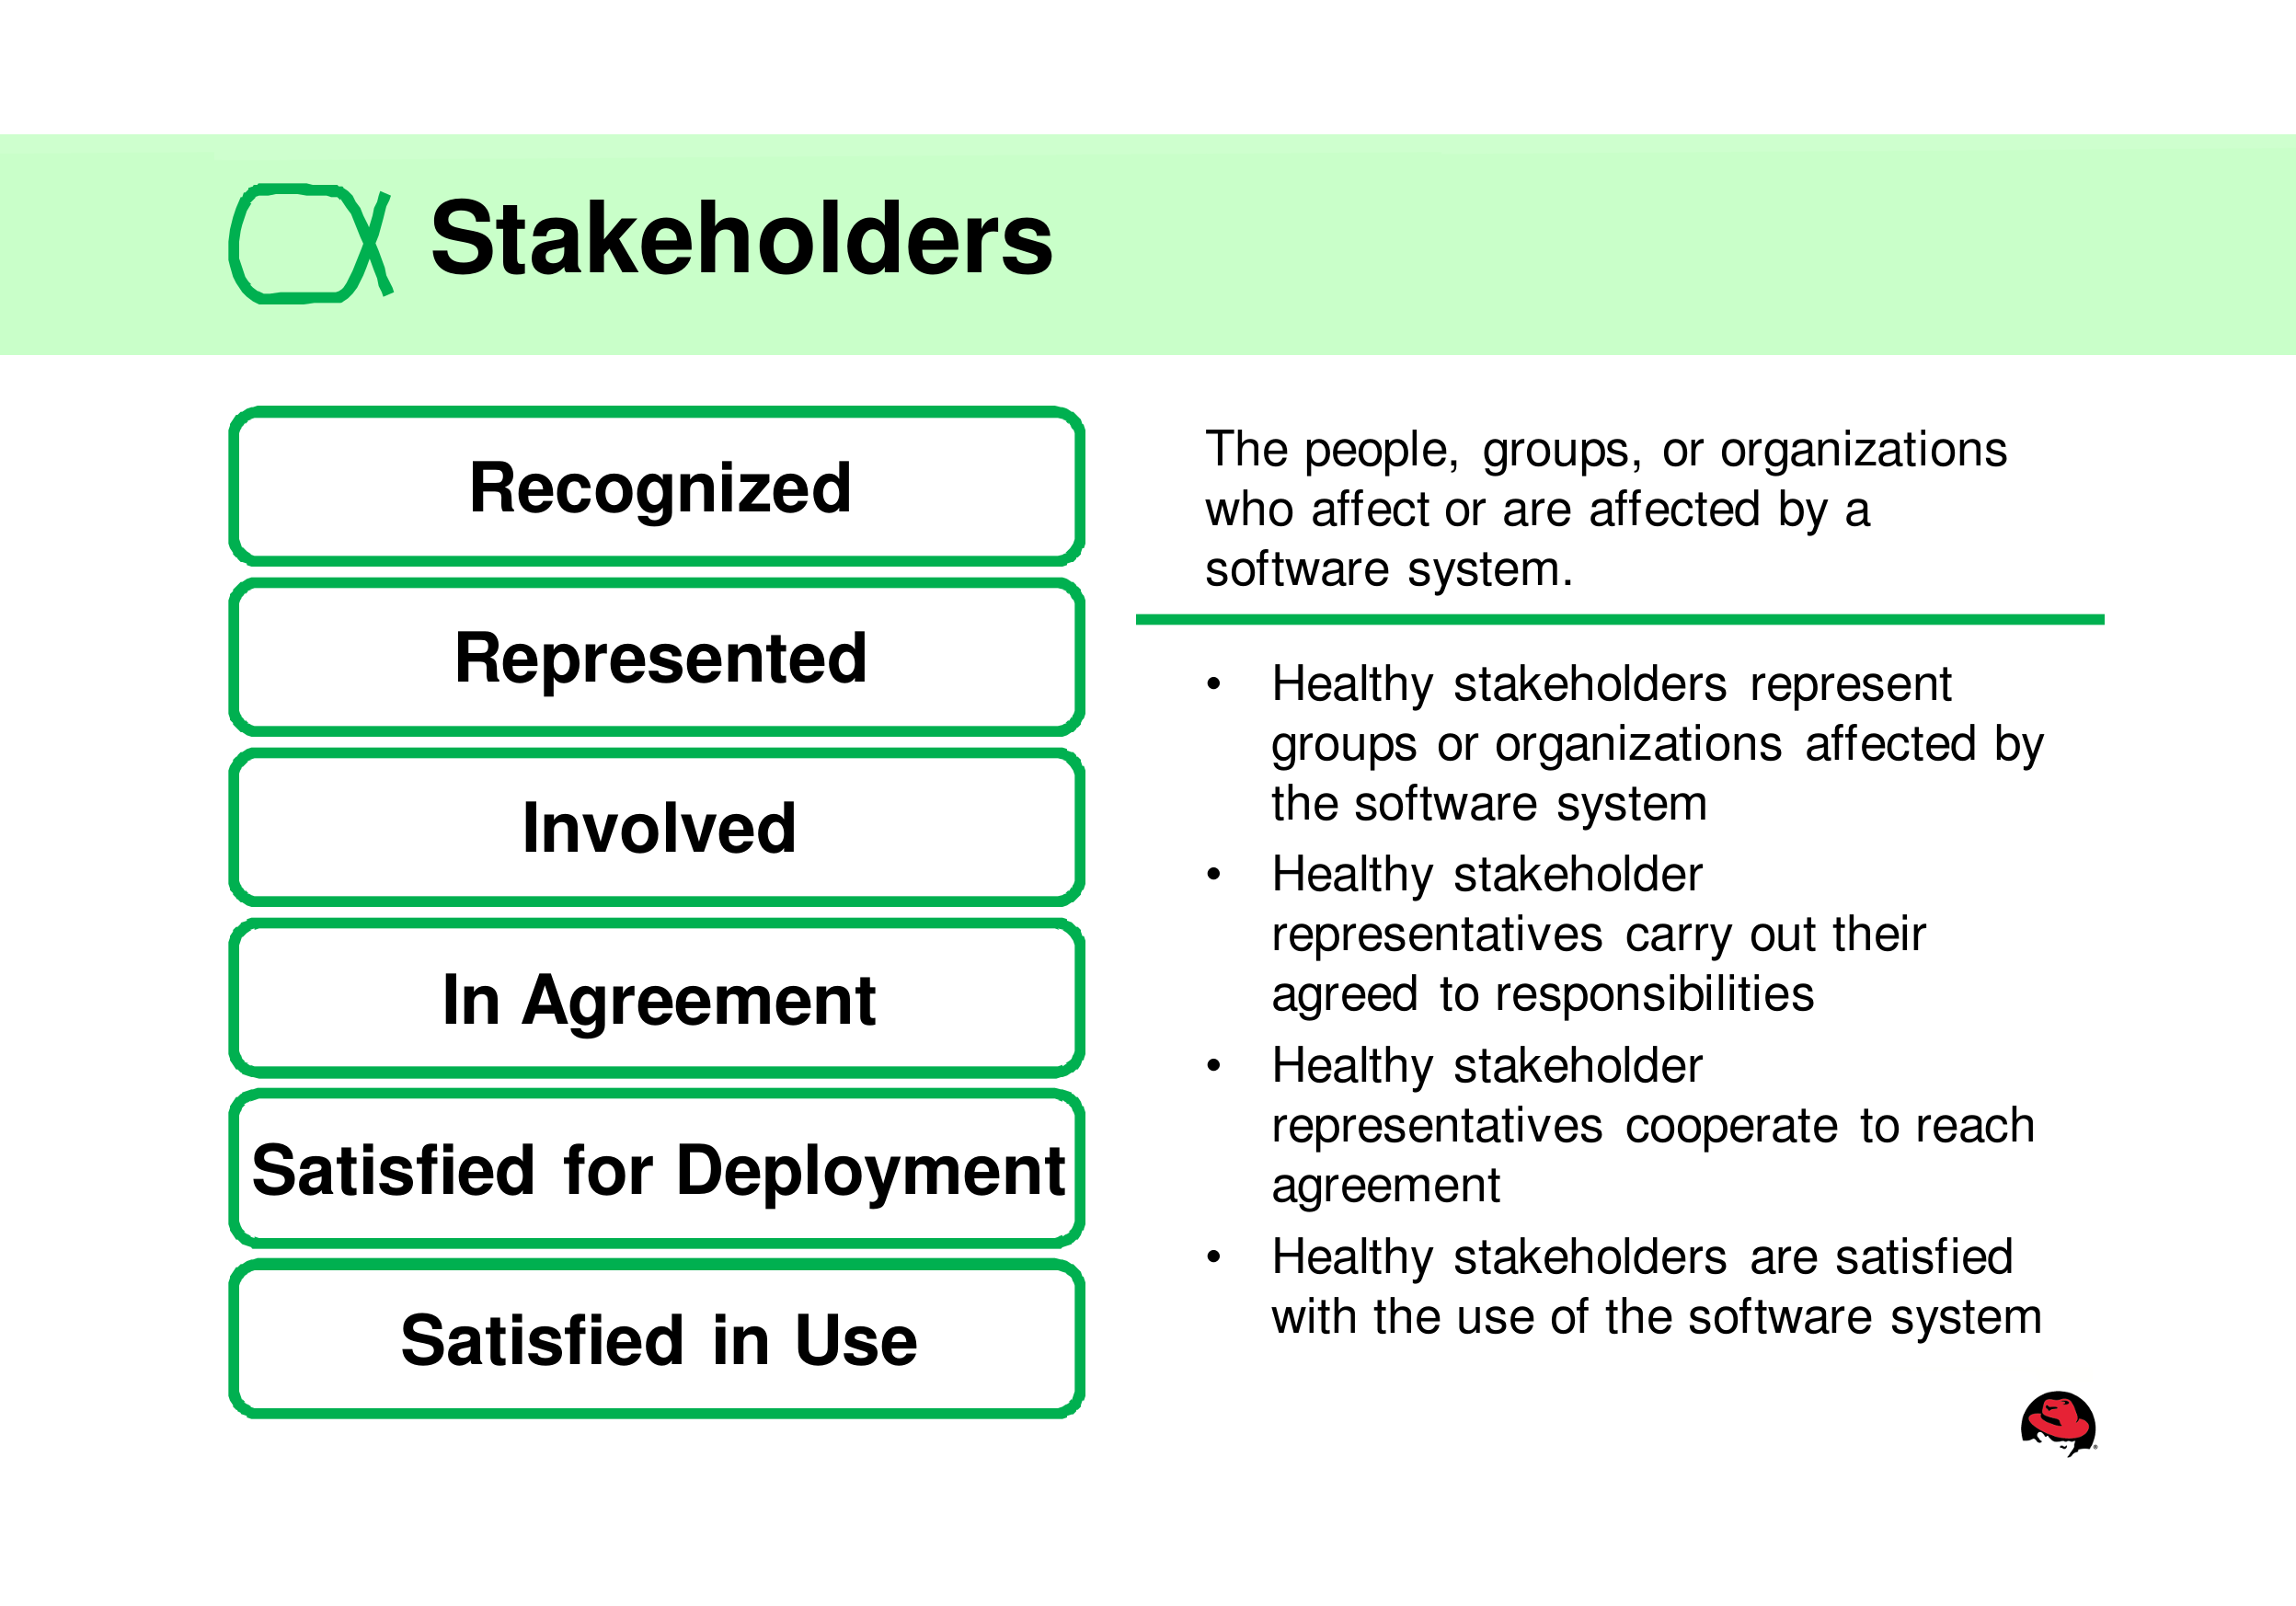 Stakeholders
Recognized
Represented
Involved
In Agreement
Satisfied for Deployment
Satisfied in Use
The people, groups, or organizations
who affect or are affected by a
software system.
• Healthy stakeholders represent
groups or organizations affected by
the software system
• Healthy stakeholder
representatives carry out their
agreed to responsibilities
• Healthy stakeholder
representatives cooperate to reach
agreement
• Healthy stakeholders are satisfied
with the use of the software system
®